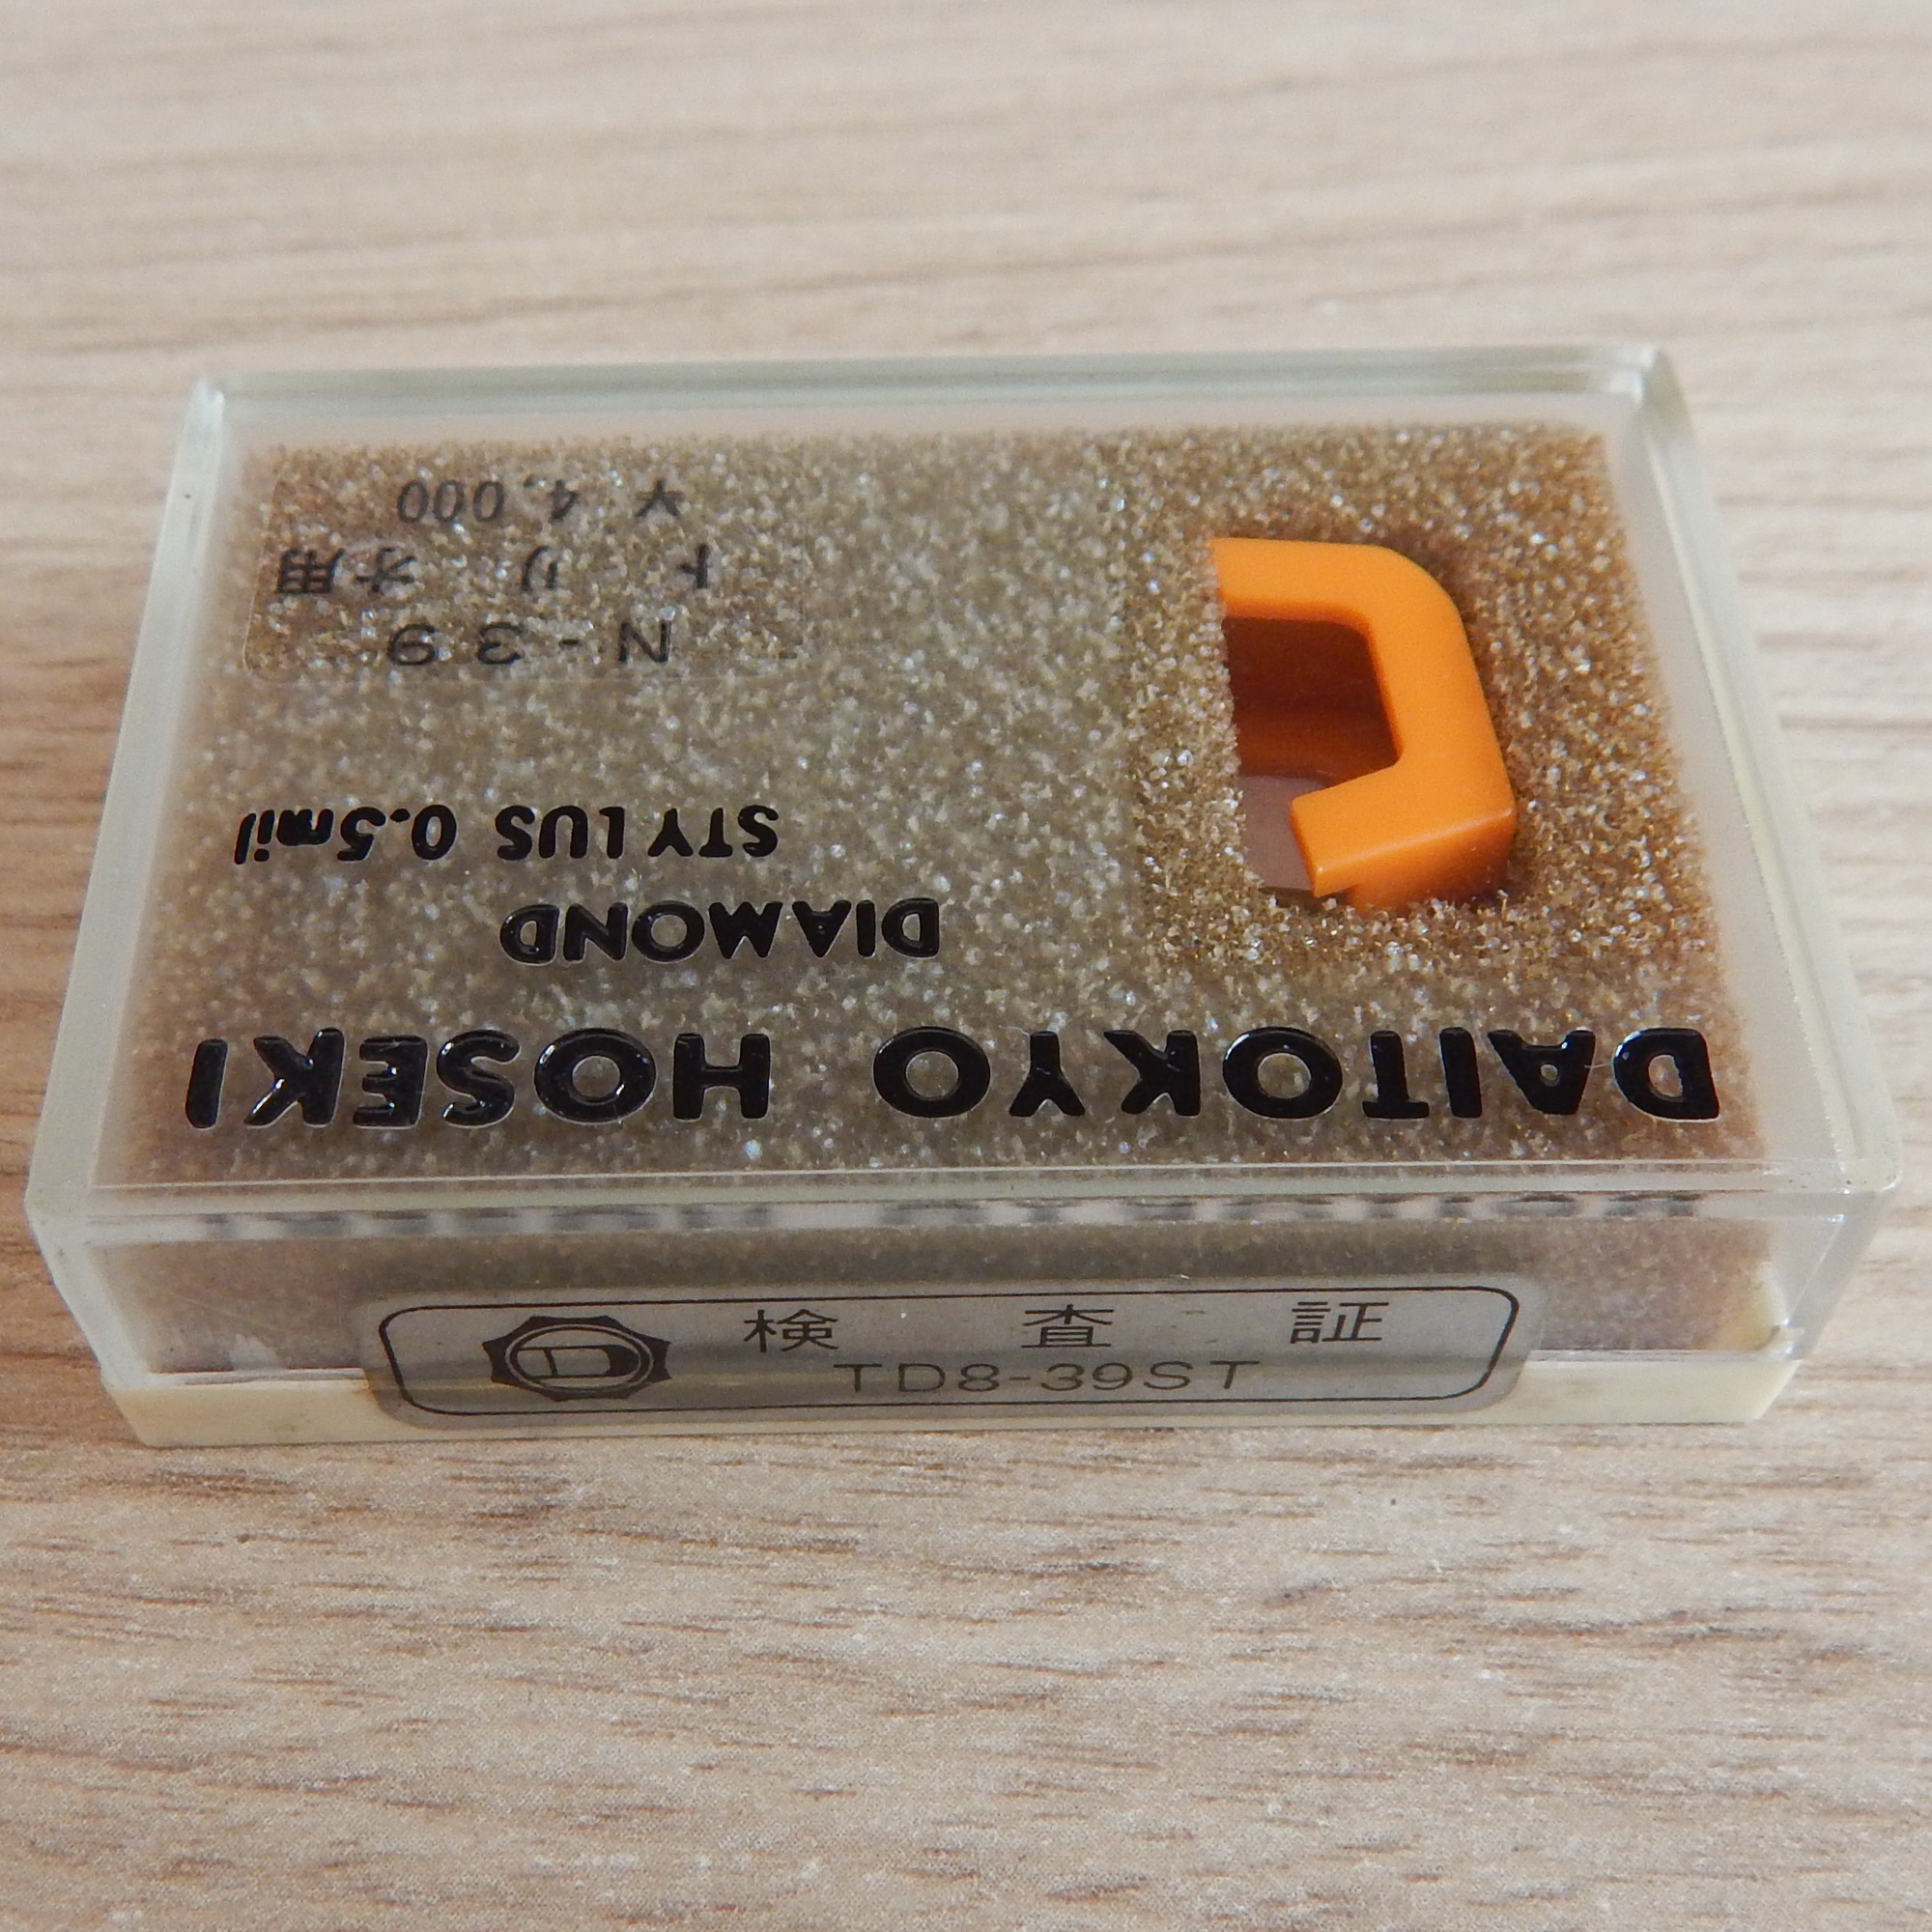 DAITOKYO HOSEKI
DIAMOND
STYLUS 0.5mil
N-39
トリオ用
¥4,000
検査証
TD8-39ST